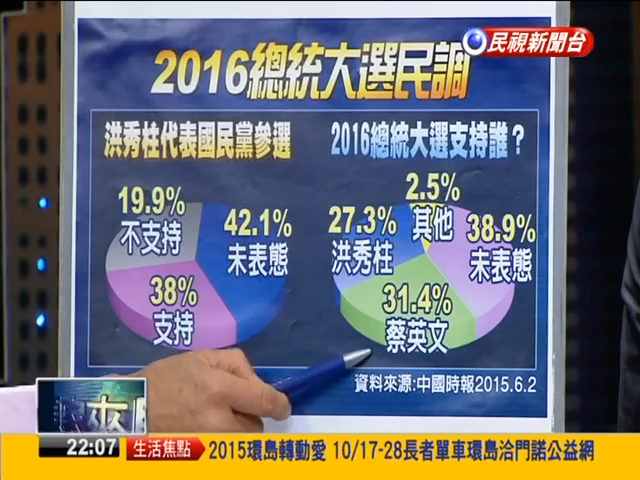 民視新聞台
2016總統大選民調
洪秀柱代表國民黨參選
2016總統大選支持誰？
19.9%
不支持
42.1%
未表態
38%
支持
2.5%
其他
27.3%
洪秀柱
38.9%
未表態
31.4%
蔡英文
資料來源:中國時報2015.6.2
22:07
生活焦點
2015環島轉動愛 10/17-28長者單車環島洽門諾公益網